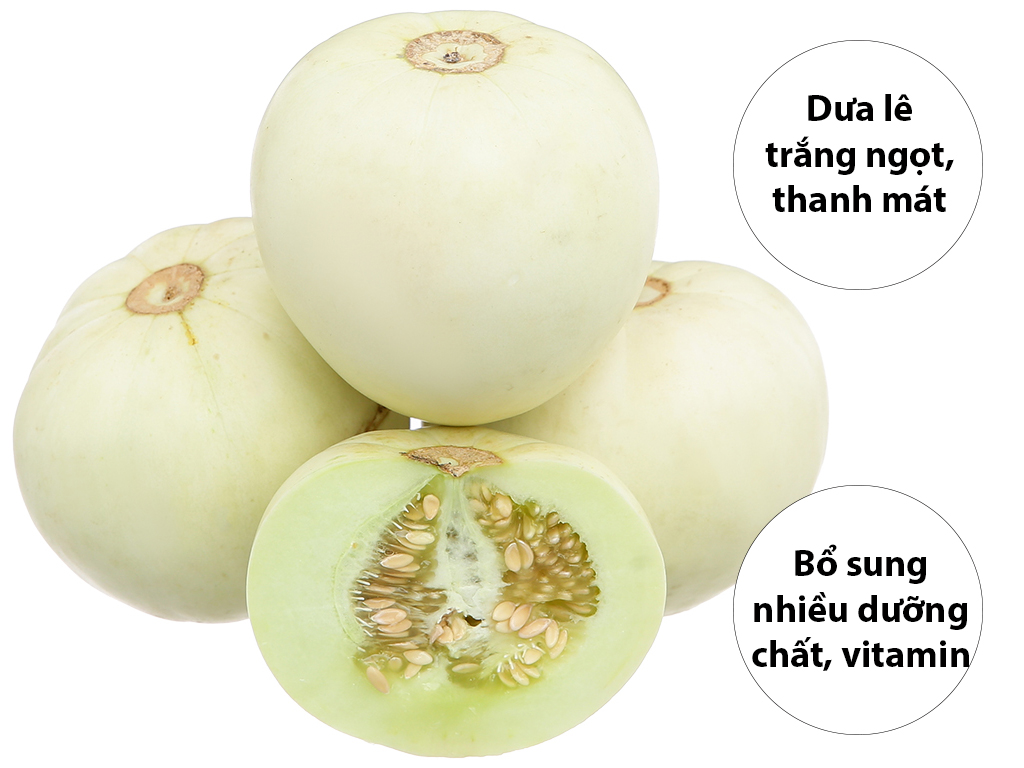 Dưa lê
trắng ngọt,
thanh mát
Bổ sung
nhiều dưỡng
chất, vitamin